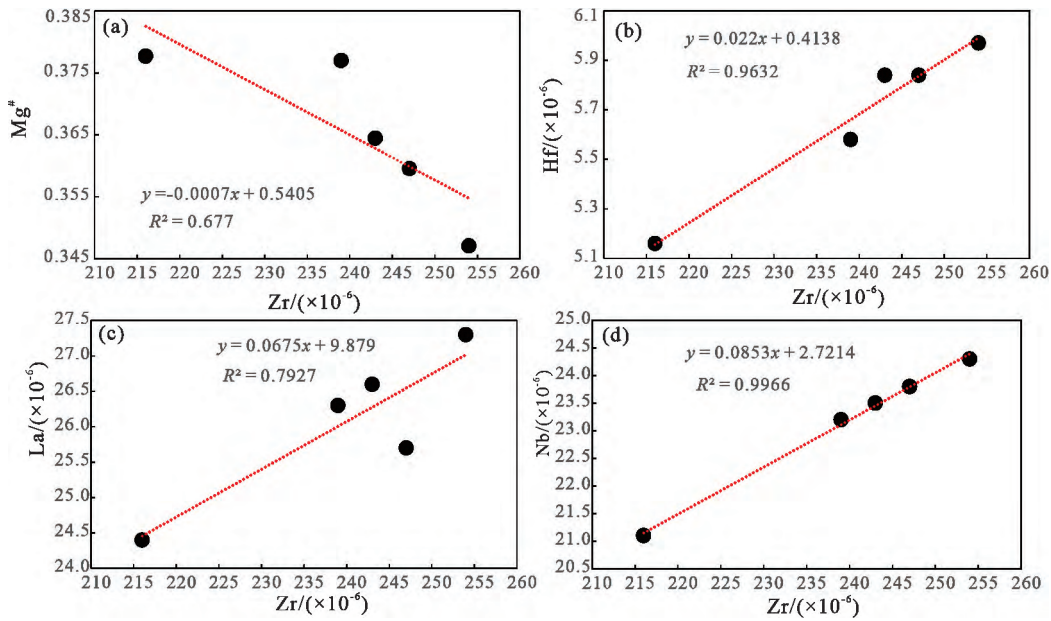 (a)
0.385
0.375
0.365
0.355
0.345
Mg#
y=-0.0007x+0.5405
R²=0.677
210 215 220 225 230 235 240 245 250 255 260
Zr/(×10⁻⁶)
(b)
6.1
5.9
5.7
5.5
5.3
5.1
Hf/(×10⁻⁶)
y=0.022x+0.4138
R²=0.9632
210 215 220 225 230 235 240 245 250 255 260
Zr/(×10⁻⁶)
(c)
27.5
27.0
26.5
26.0
25.5
25.0
24.5
24.0
La/(×10⁻⁶)
y=0.0675x+9.879
R²=0.7927
210 215 220 225 230 235 240 245 250 255 260
Zr/(×10⁻⁶)
(d)
25.0
24.5
24.0
23.5
23.0
22.5
22.0
21.5
21.0
20.5
Nb/(×10⁻⁶)
y=0.0853x+2.7214
R²=0.9966
210 215 220 225 230 235 240 245 250 255 260
Zr/(×10⁻⁶)